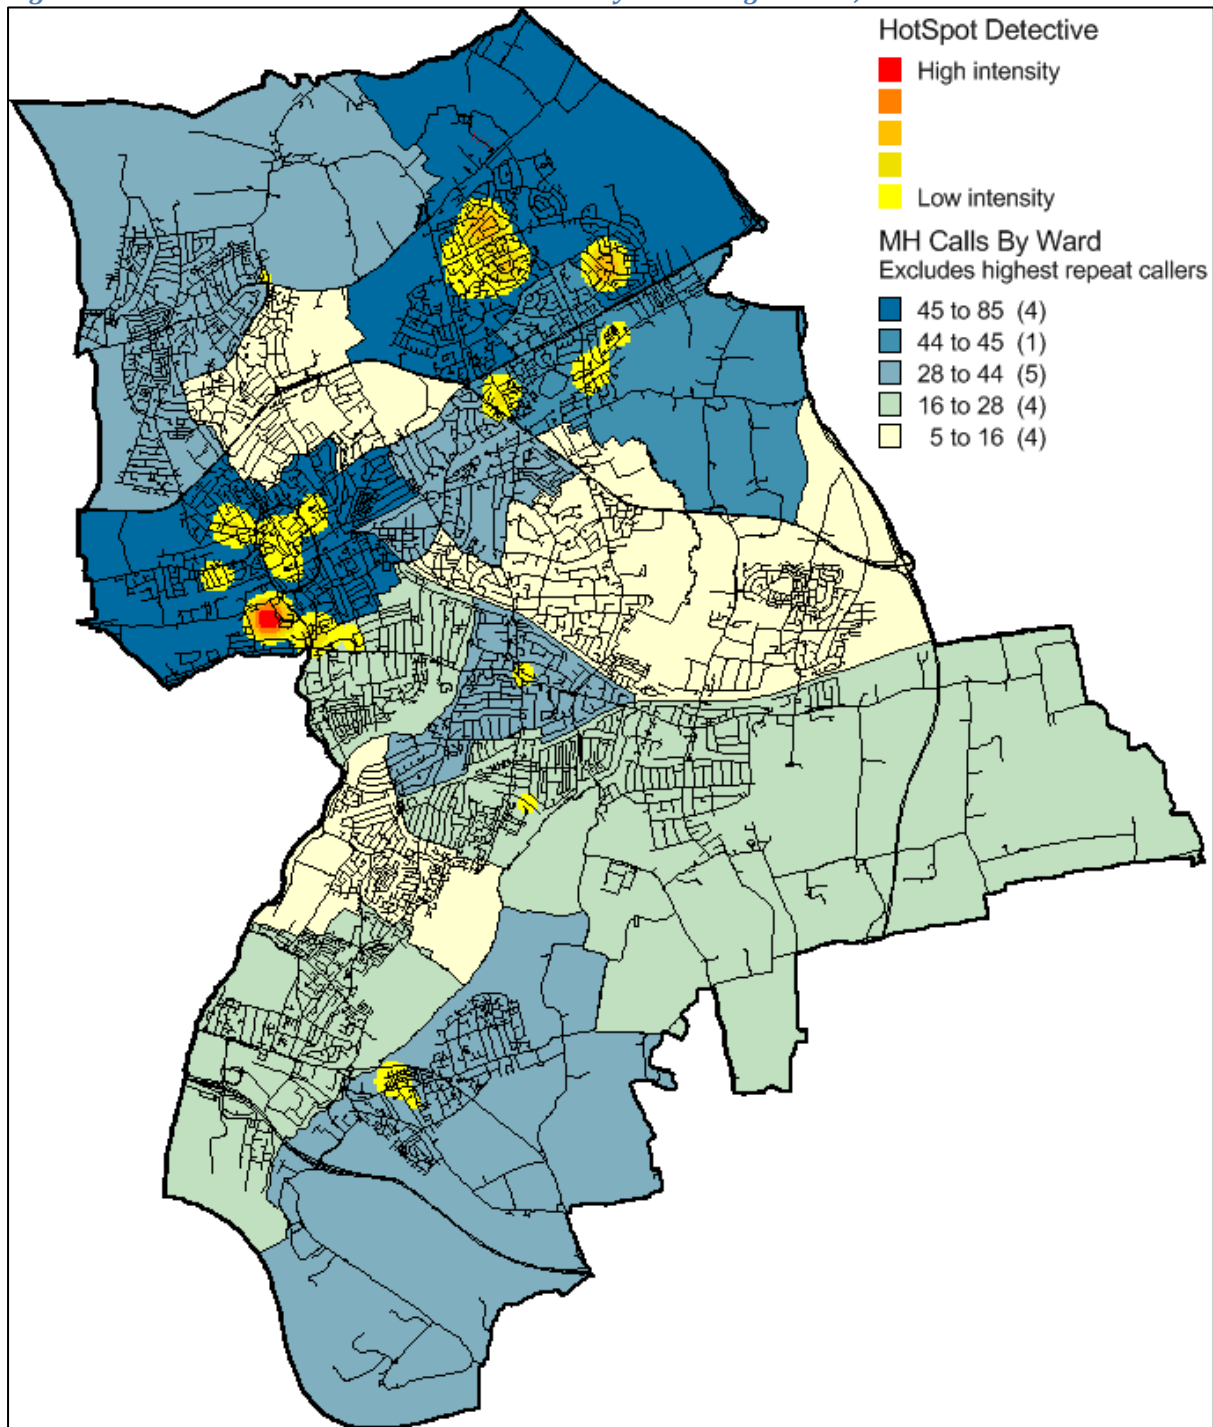 HotSpot Detective
High intensity
Low intensity
MH Calls By Ward
Excludes highest repeat callers
45 to 85 (4)
44 to 45 (1)
28 to 44 (5)
16 to 28 (4)
5 to 16 (4)